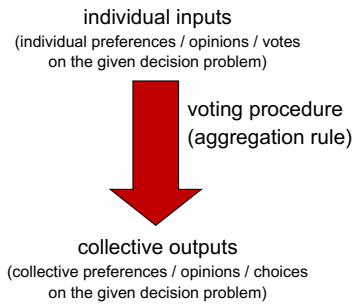 individual inputs
(individual preferences / opinions / votes
on the given decision problem)
voting procedure
(aggregation rule)
collective outputs
(collective preferences / opinions / choices
on the given decision problem)